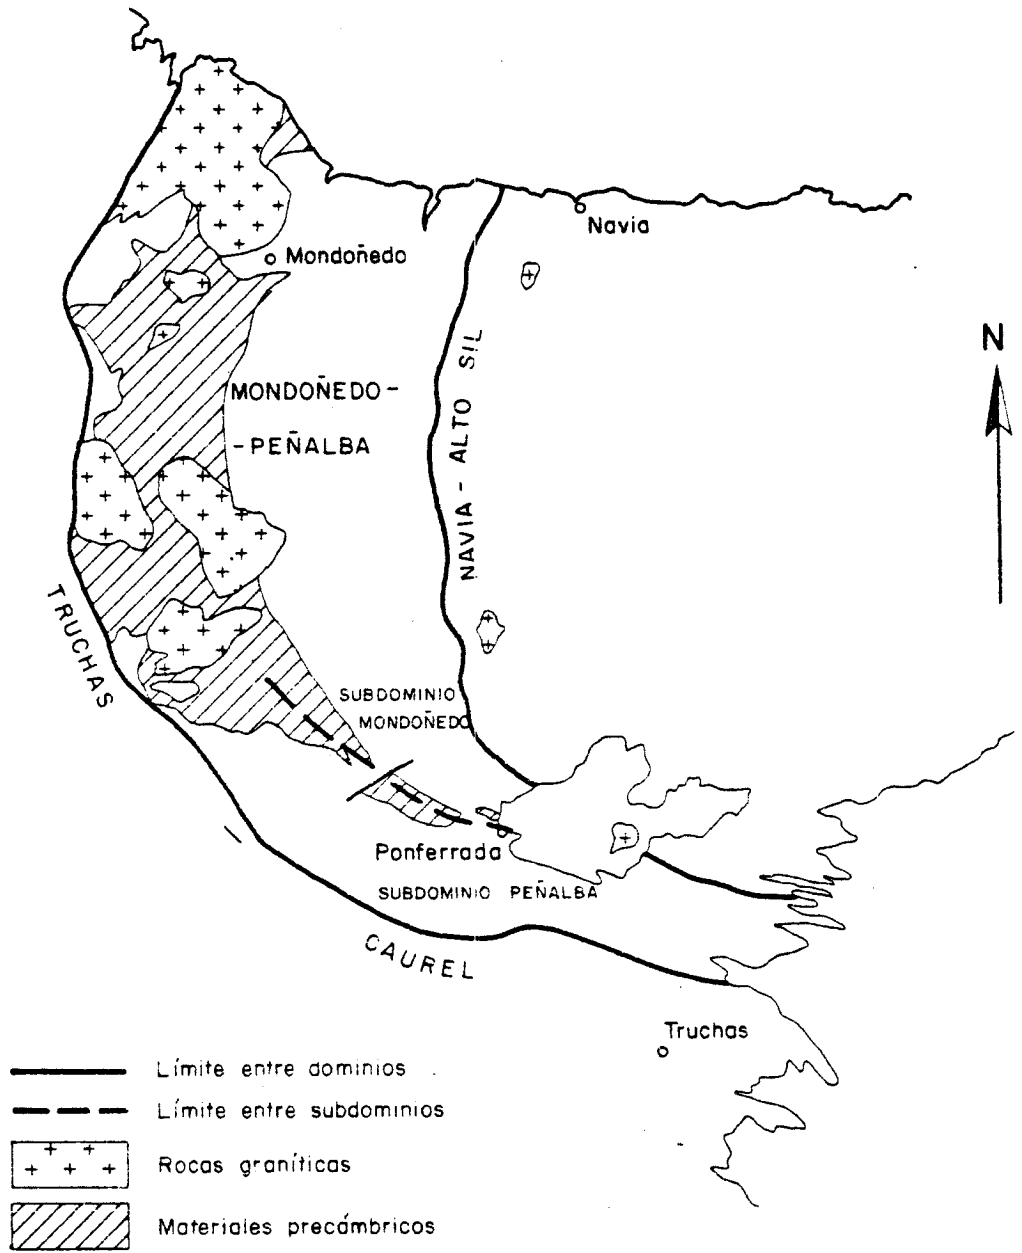 Navia
Mondoñedo
N
MONDOÑEDO-
-PEÑALBA
NAVIA - ALTO SIL
TRUCHAS
SUBDOMINIO
MONDOÑEDO
Ponferrada
SUBDOMINIO PEÑALBA
CAUREL
Truchas
Límite entre dominios
Límite entre subdominios
Rocas graníticas
Materiales precámbricos